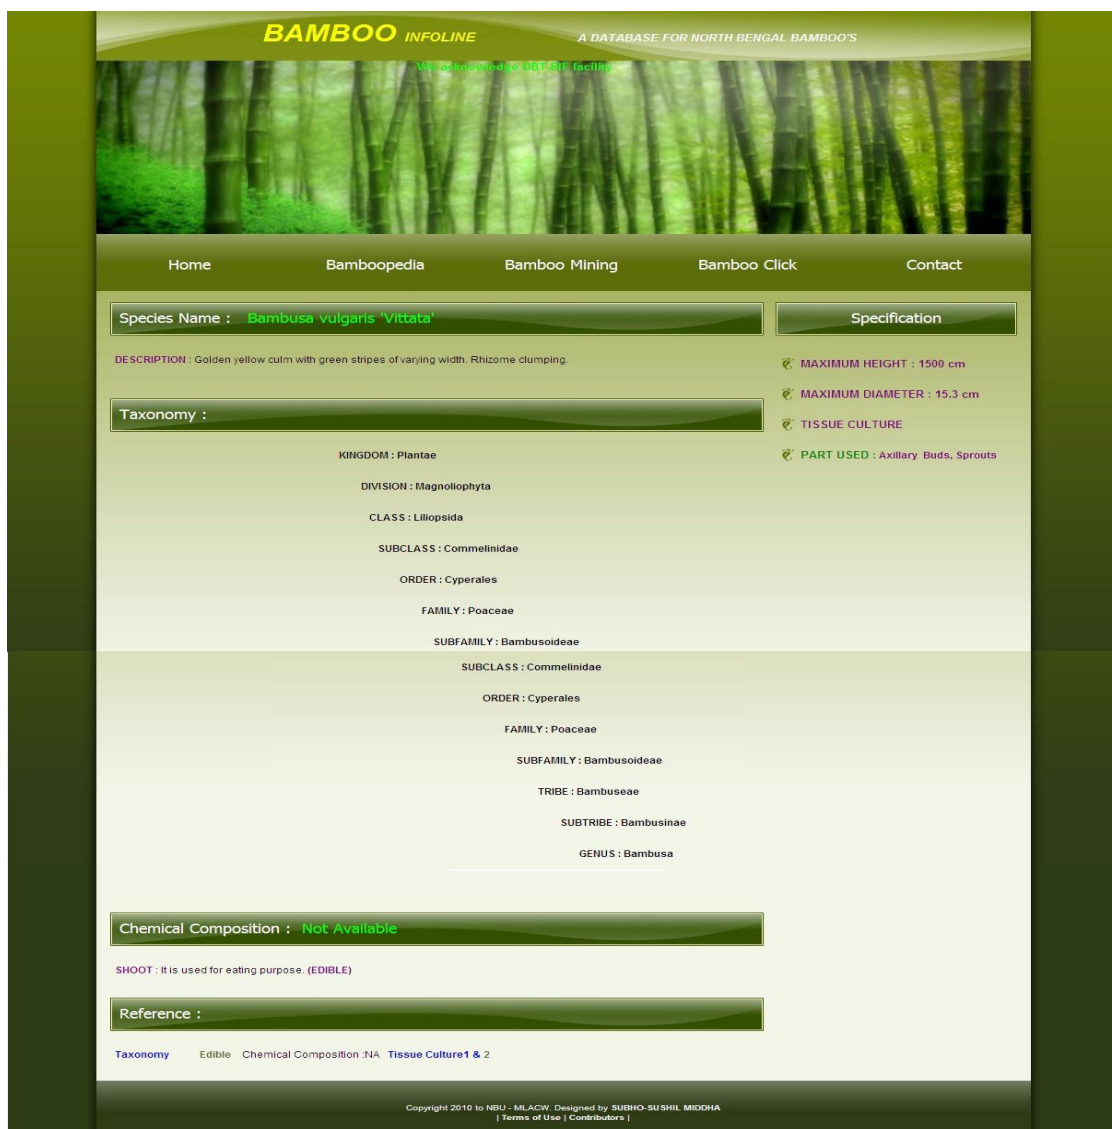 BAMBOO INFOLINE A DATABASE FOR NORTH BENGAL BAMBOO'S
We acknowledge DBT-BIF facility
Home Bamboopedia Bamboo Mining Bamboo Click Contact
Species Name : Bambusa vulgaris 'Vittata'
DESCRIPTION : Golden yellow culm with green stripes of varying width. Rhizome clumping.
Taxonomy :
KINGDOM : Plantae
DIVISION : Magnoliophyta
CLASS : Liliopsida
SUBCLASS : Commelinidae
ORDER : Cyperales
FAMILY : Poaceae
SUBFAMILY : Bambusoideae
SUBCLASS : Commelinidae
ORDER : Cyperales
FAMILY : Poaceae
SUBFAMILY : Bambusoideae
TRIBE : Bambuseae
SUBTRIBE : Bambusinae
GENUS : Bambusa
Chemical Composition : Not Available
SHOOT : It is used for eating purpose. (EDIBLE)
Reference :
Taxonomy Edible Chemical Composition :NA Tissue Culture1 & 2
Specification
MAXIMUM HEIGHT : 1500 cm
MAXIMUM DIAMETER : 15.3 cm
TISSUE CULTURE
PART USED : Axillary Buds, Sprouts
Copyright 2010 to NBU - MLACW. Designed by SUBHO-SUSHIL MIDDHA
| Terms of Use | Contributors |